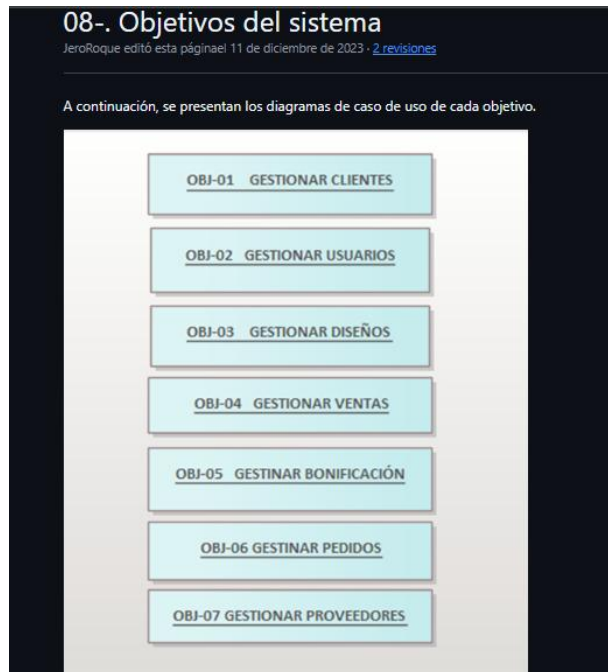 08-. Objetivos del sistema
JeroRoque editó esta páginael 11 de diciembre de 2023 · 2 revisiones
A continuación, se presentan los diagramas de caso de uso de cada objetivo.
OBJ-01 GESTIONAR CLIENTES
OBJ-02 GESTIONAR USUARIOS
OBJ-03 GESTIONAR DISEÑOS
OBJ-04 GESTIONAR VENTAS
OBJ-05 GESTINAR BONIFICACIÓN
OBJ-06 GESTINAR PEDIDOS
OBJ-07 GESTIONAR PROVEEDORES